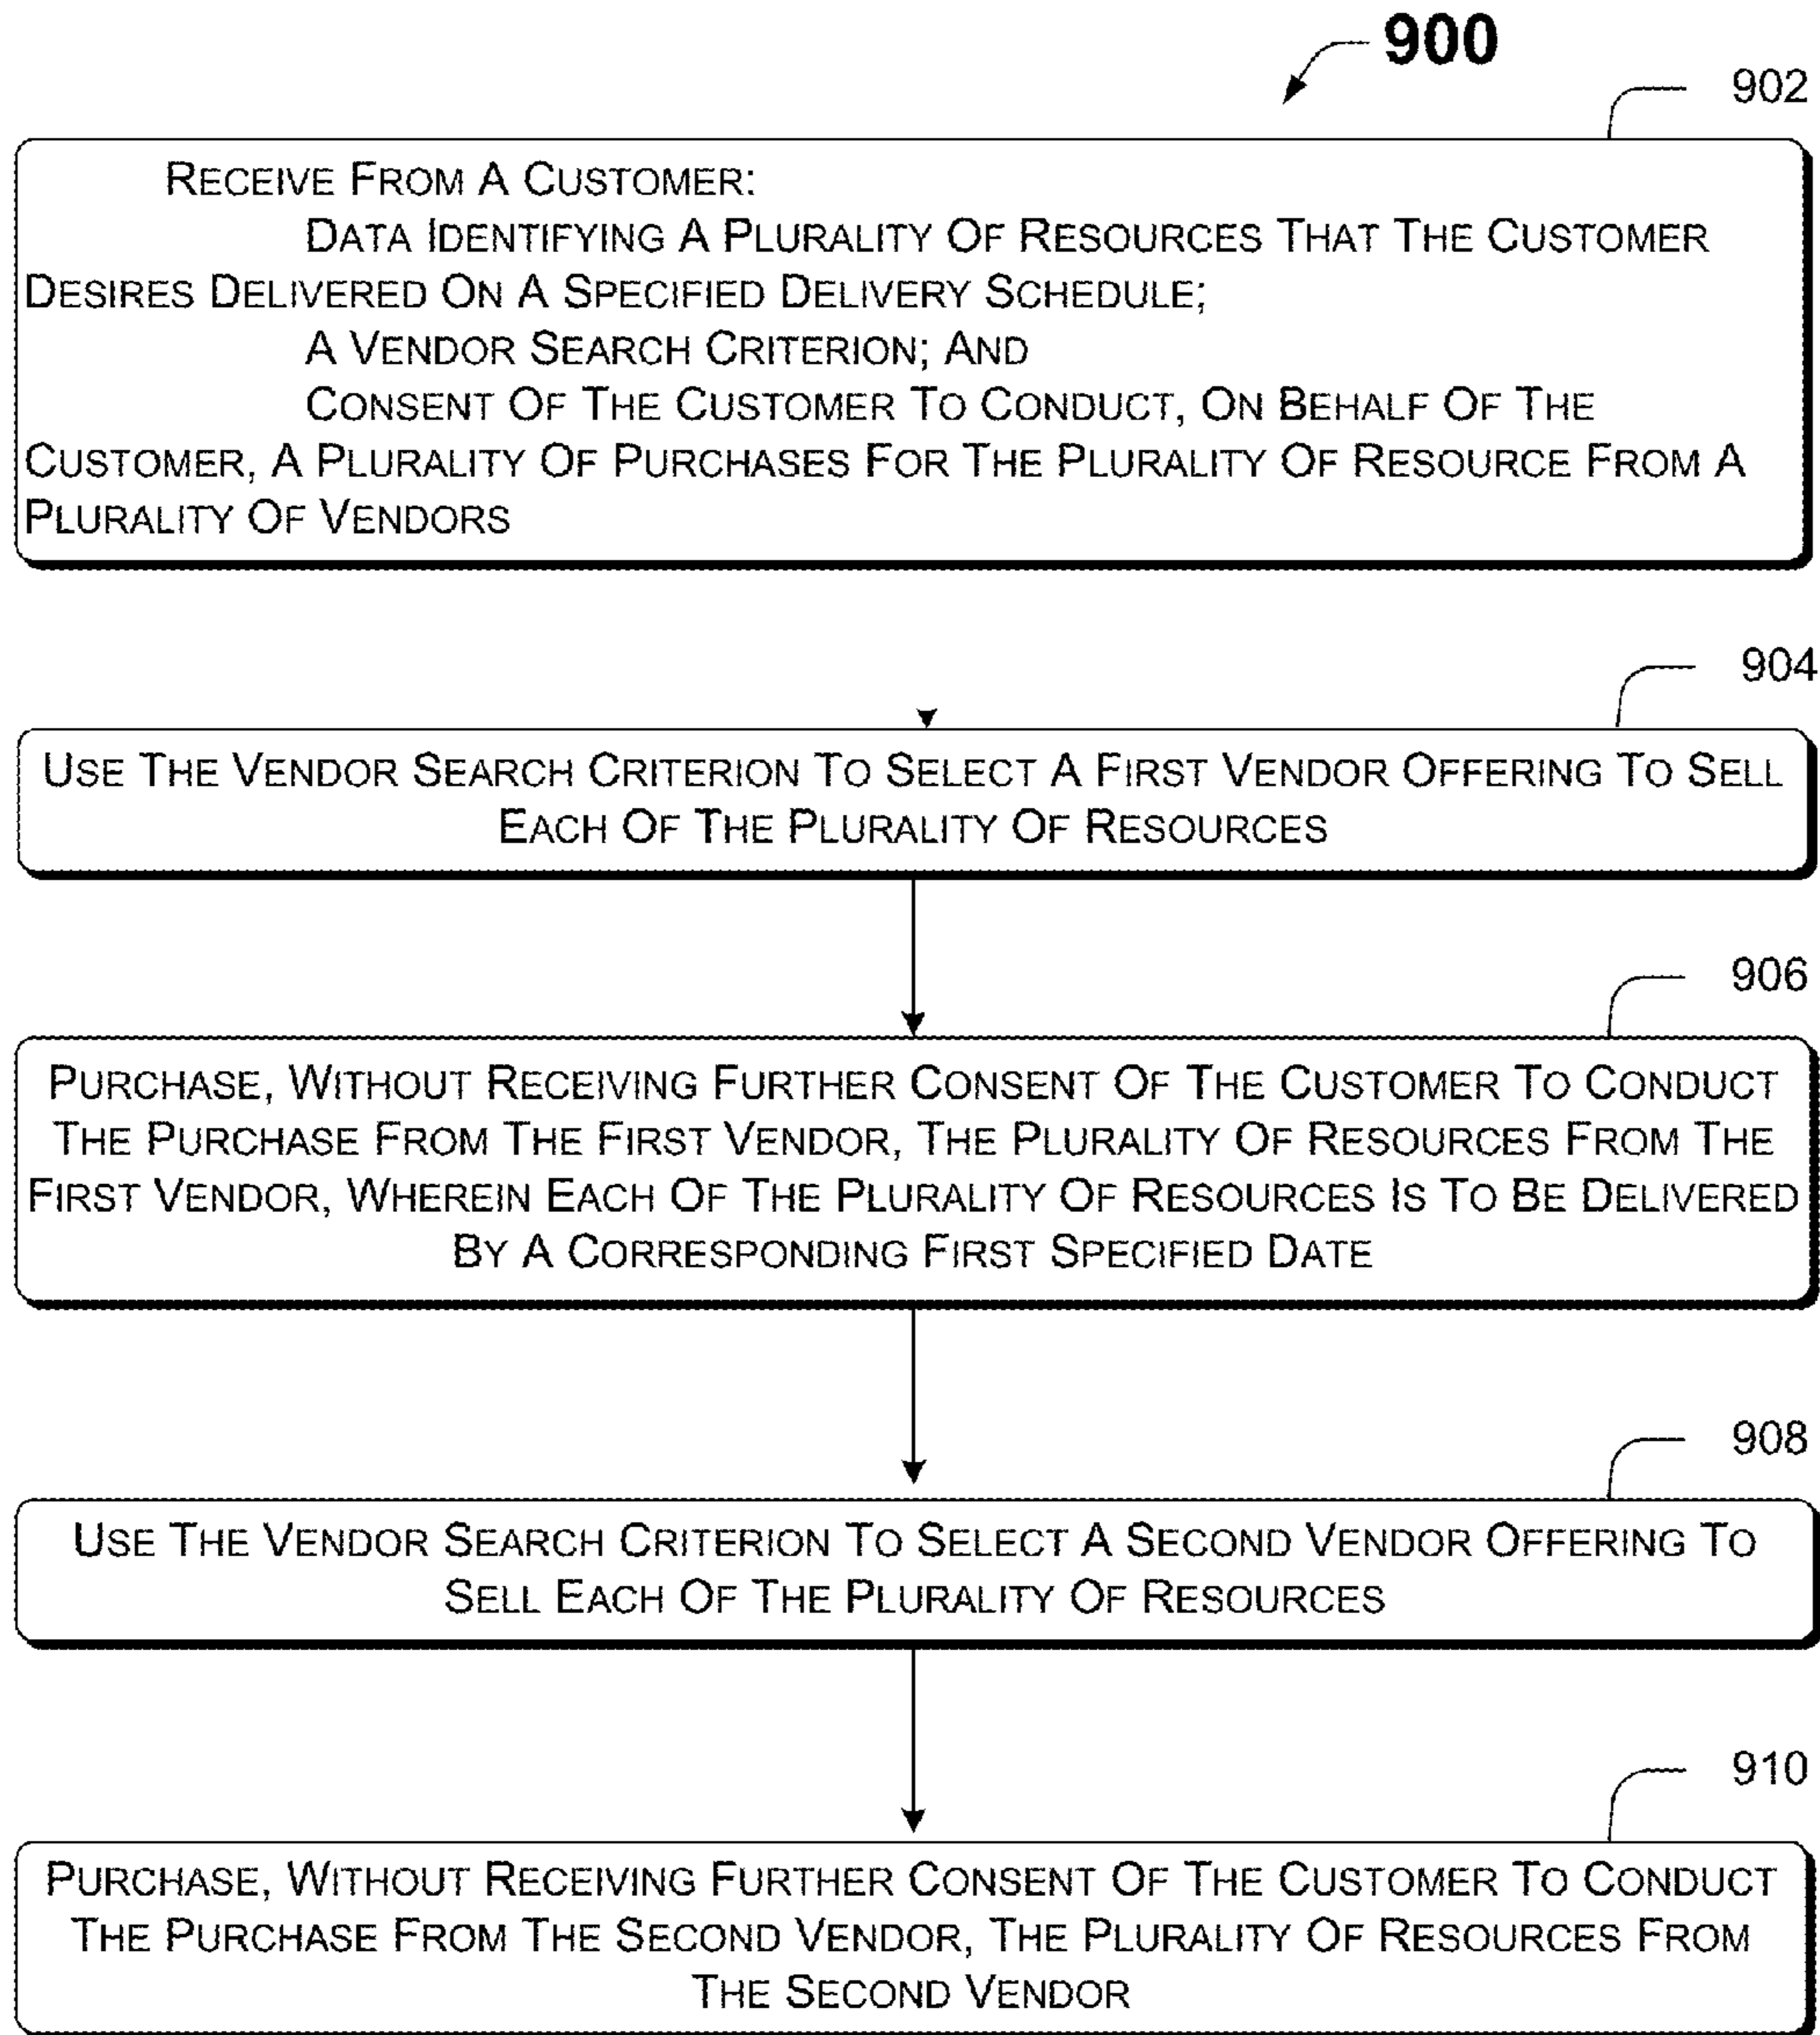 900
902
RECEIVE FROM A CUSTOMER:
DATA IDENTIFYING A PLURALITY OF RESOURCES THAT THE CUSTOMER
DESIRES DELIVERED ON A SPECIFIED DELIVERY SCHEDULE;
A VENDOR SEARCH CRITERION; AND
CONSENT OF THE CUSTOMER TO CONDUCT, ON BEHALF OF THE
CUSTOMER, A PLURALITY OF PURCHASES FOR THE PLURALITY OF RESOURCE FROM A
PLURALITY OF VENDORS
904
USE THE VENDOR SEARCH CRITERION TO SELECT A FIRST VENDOR OFFERING TO SELL
EACH OF THE PLURALITY OF RESOURCES
906
PURCHASE, WITHOUT RECEIVING FURTHER CONSENT OF THE CUSTOMER TO CONDUCT
THE PURCHASE FROM THE FIRST VENDOR, THE PLURALITY OF RESOURCES FROM THE
FIRST VENDOR, WHEREIN EACH OF THE PLURALITY OF RESOURCES IS TO BE DELIVERED
BY A CORRESPONDING FIRST SPECIFIED DATE
908
USE THE VENDOR SEARCH CRITERION TO SELECT A SECOND VENDOR OFFERING TO
SELL EACH OF THE PLURALITY OF RESOURCES
910
PURCHASE, WITHOUT RECEIVING FURTHER CONSENT OF THE CUSTOMER TO CONDUCT
THE PURCHASE FROM THE SECOND VENDOR, THE PLURALITY OF RESOURCES FROM
THE SECOND VENDOR